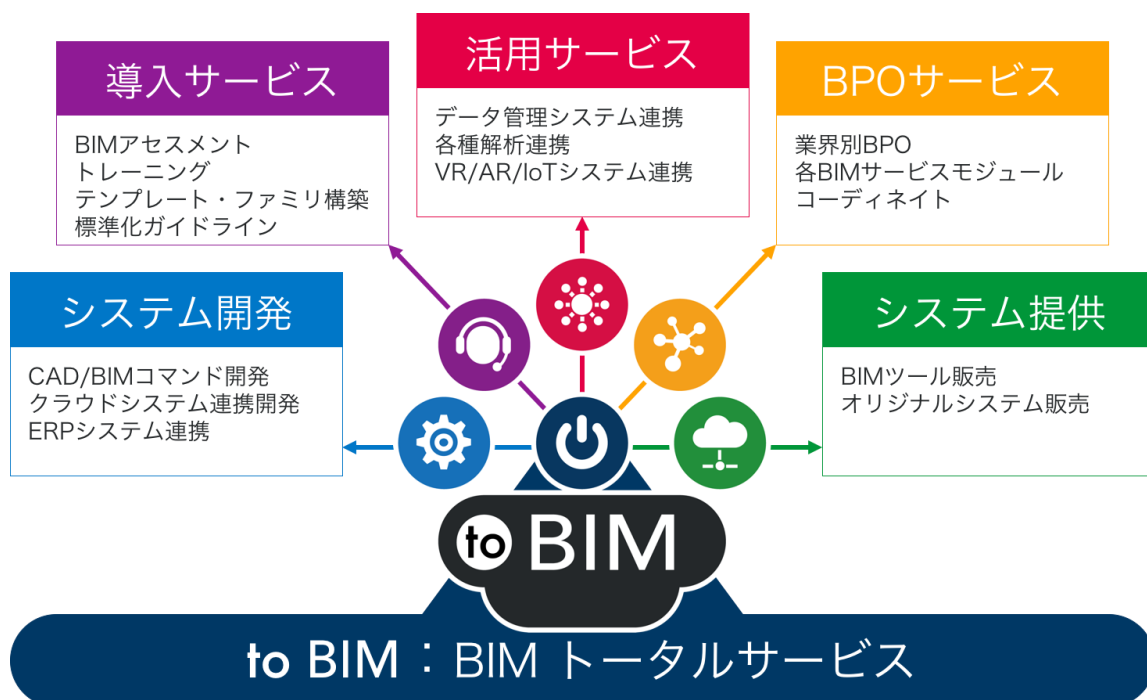 導入サービス
BIMアセスメント
トレーニング
テンプレート・ファミリ構築
標準化ガイドライン
活用サービス
データ管理システム連携
各種解析連携
VR/AR/IoTシステム連携
BPOサービス
業界別BPO
各BIMサービスモジュール
コーディネイト
システム開発
CAD/BIMコマンド開発
クラウドシステム連携開発
ERPシステム連携
システム提供
BIMツール販売
オリジナルシステム販売
to BIM
to BIM：BIM トータルサービス